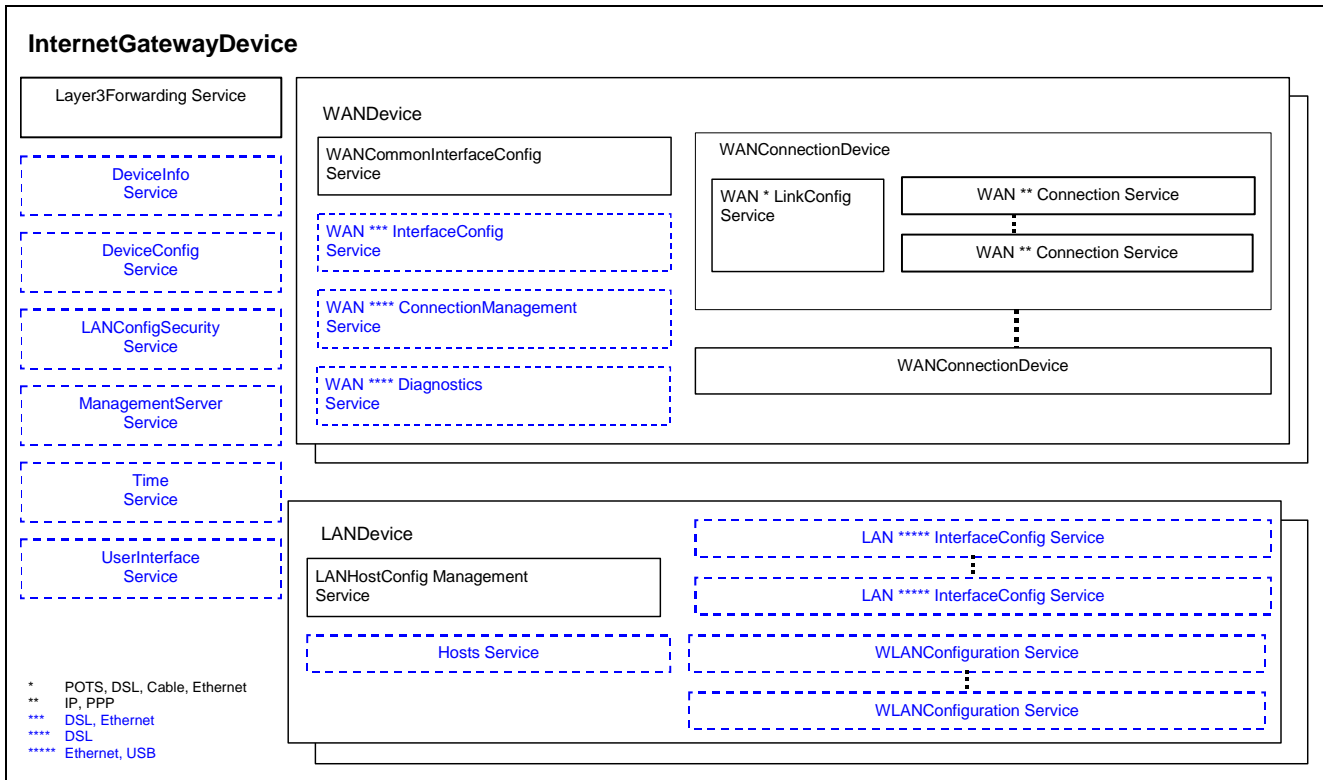 InternetGatewayDevice
Layer3Forwarding Service
DeviceInfo
Service
DeviceConfig
Service
LANConfigSecurity
Service
ManagementServer
Service
Time
Service
UserInterface
Service
WANDevice
WANCommonInterfaceConfig
Service
WAN *** InterfaceConfig
Service
WAN **** ConnectionManagement
Service
WAN **** Diagnostics
Service
WANConnectionDevice
WAN * LinkConfig
Service
WAN ** Connection Service
WAN ** Connection Service
WANConnectionDevice
LANDevice
LANHostConfig Management
Service
Hosts Service
LAN ***** InterfaceConfig Service
LAN ***** InterfaceConfig Service
WLANConfiguration Service
WLANConfiguration Service
* POTS, DSL, Cable, Ethernet
** IP, PPP
*** DSL, Ethernet
**** DSL
***** Ethernet, USB